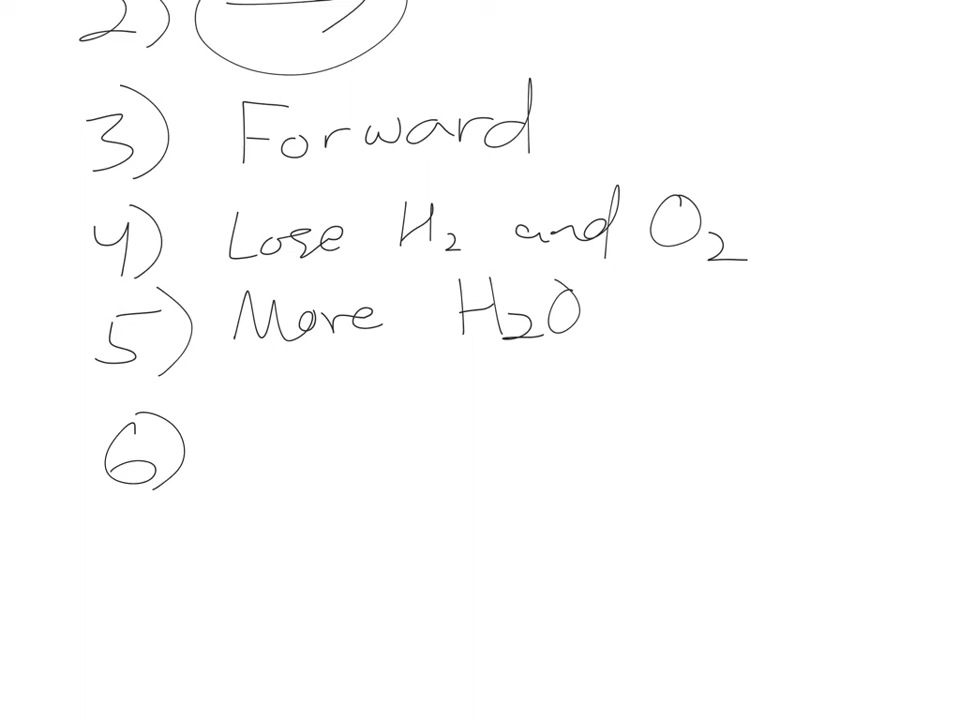 2) →
3) Forward
4) Lose H₂ and O₂
5) More H₂O
6)